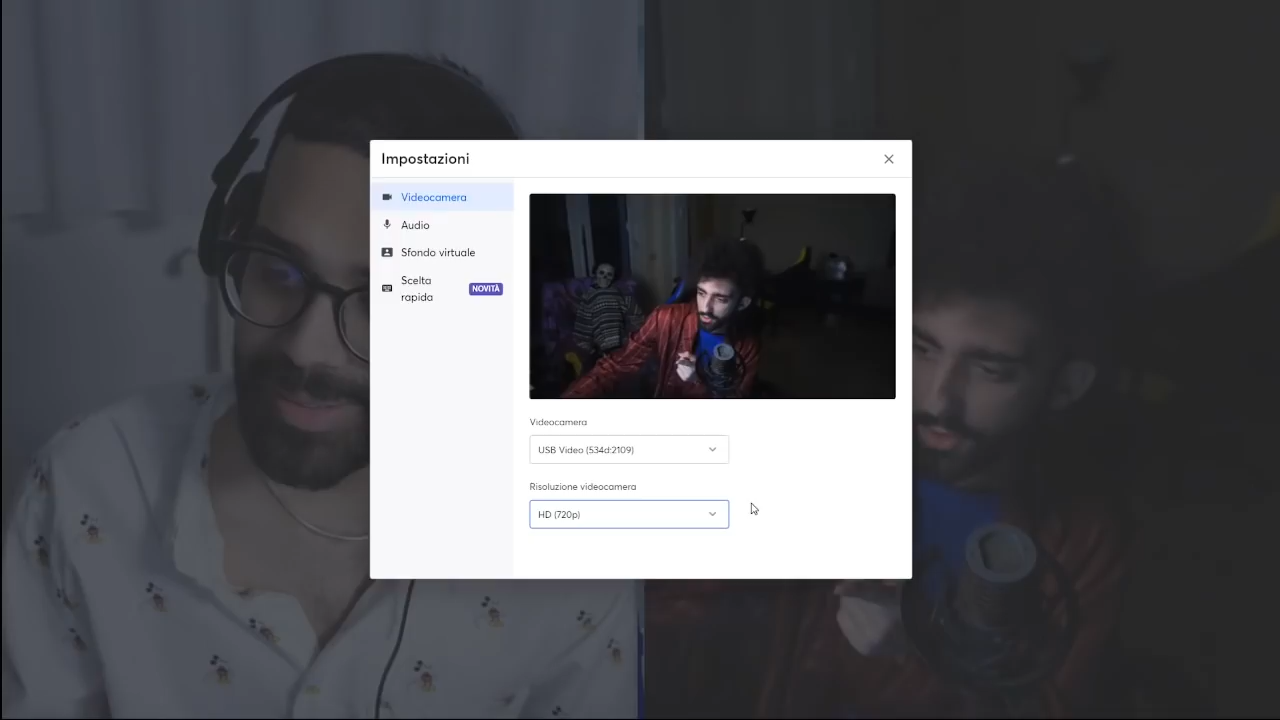 Impostazioni
Videocamera
Audio
Sfondo virtuale
Scelta
rapida
NOVITÀ
Videocamera
USB Video (534d:2109)
Risoluzione videocamera
HD (720p)